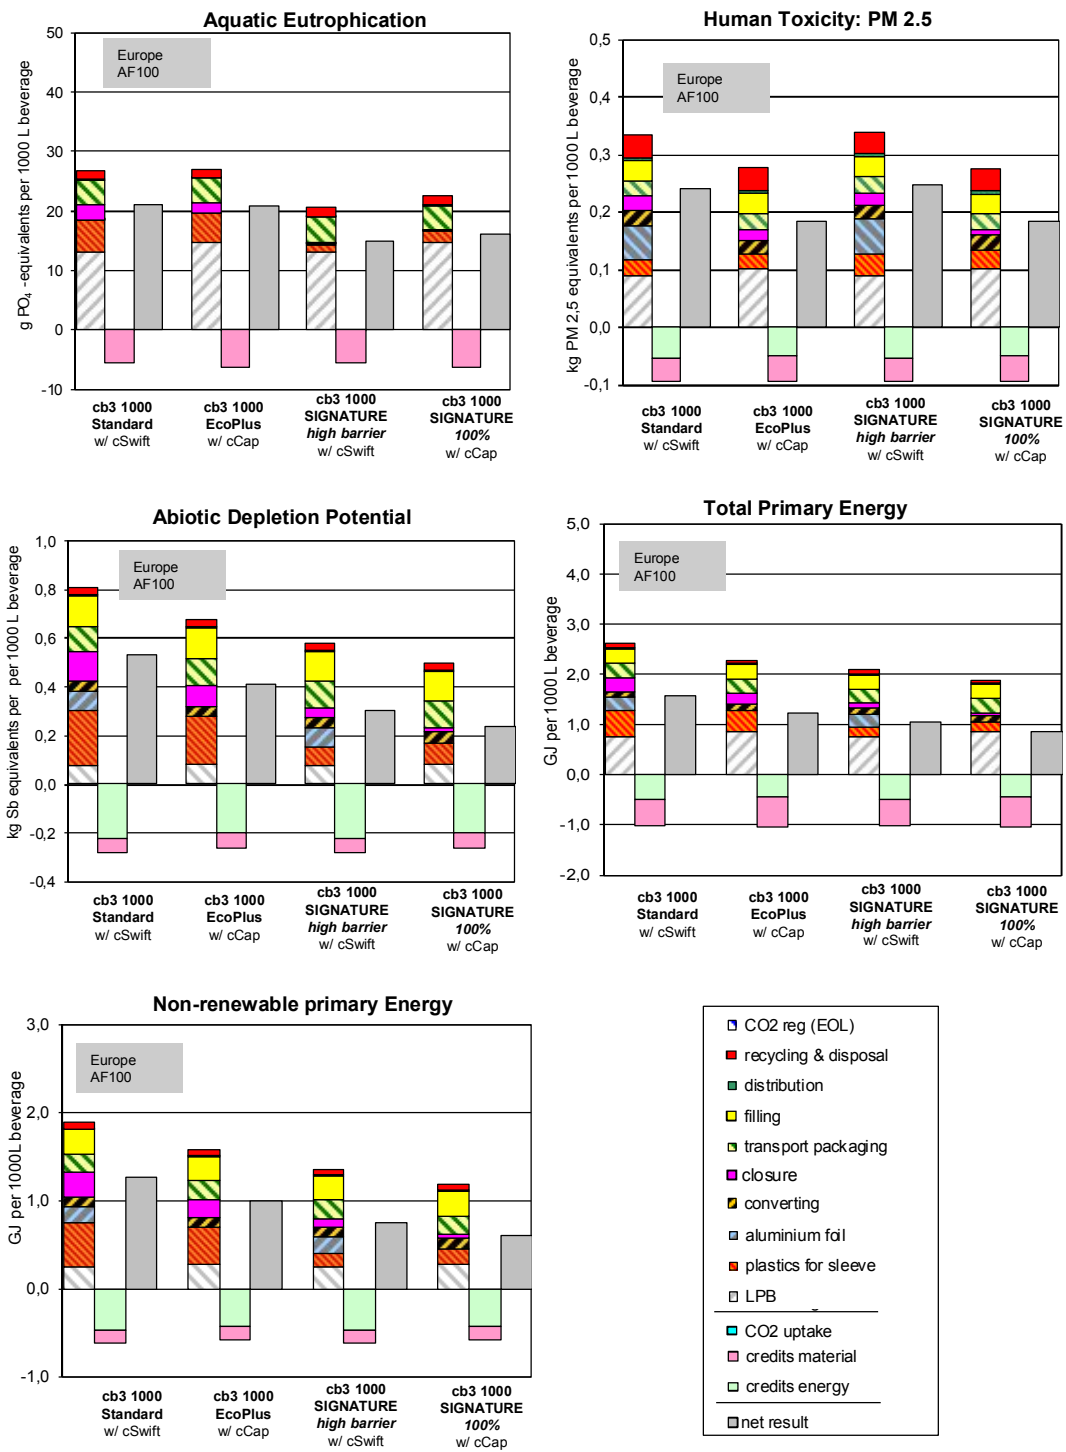 Aquatic Eutrophication
g PO4 -equivalents per 1000 L beverage
50
40
30
20
10
0
-10
Europe
AF100
cb3 1000
Standard
w/ cSwift
cb3 1000
EcoPlus
w/ cCap
cb3 1000
SIGNATURE
high barrier
w/ cSwift
cb3 1000
SIGNATURE
100%
w/ cCap
Human Toxicity: PM 2.5
kg PM 2,5 equivalents per 1000 L beverage
0,5
0,4
0,3
0,2
0,1
0,0
-0,1
Europe
AF100
cb3 1000
Standard
w/ cSwift
cb3 1000
EcoPlus
w/ cCap
cb3 1000
SIGNATURE
high barrier
w/ cSwift
cb3 1000
SIGNATURE
100%
w/ cCap
Abiotic Depletion Potential
kg Sb equivalents per per 1000 L beverage
1,0
0,8
0,6
0,4
0,2
0,0
-0,2
-0,4
Europe
AF100
cb3 1000
Standard
w/ cSwift
cb3 1000
EcoPlus
w/ cCap
cb3 1000
SIGNATURE
high barrier
w/ cSwift
cb3 1000
SIGNATURE
100%
w/ cCap
Total Primary Energy
GJ per 1000 L beverage
5,0
4,0
3,0
2,0
1,0
0,0
-1,0
-2,0
Europe
AF100
cb3 1000
Standard
w/ cSwift
cb3 1000
EcoPlus
w/ cCap
cb3 1000
SIGNATURE
high barrier
w/ cSwift
cb3 1000
SIGNATURE
100%
w/ cCap
Non-renewable primary Energy
GJ per 1000L beverage
3,0
2,0
1,0
0,0
-1,0
Europe
AF100
cb3 1000
Standard
w/ cSwift
cb3 1000
EcoPlus
w/ cCap
cb3 1000
SIGNATURE
high barrier
w/ cSwift
cb3 1000
SIGNATURE
100%
w/ cCap
CO2 reg (EOL)
recycling & disposal
distribution
filling
transport packaging
closure
converting
aluminium foil
plastics for sleeve
LPB
CO2 uptake
credits material
credits energy
net result